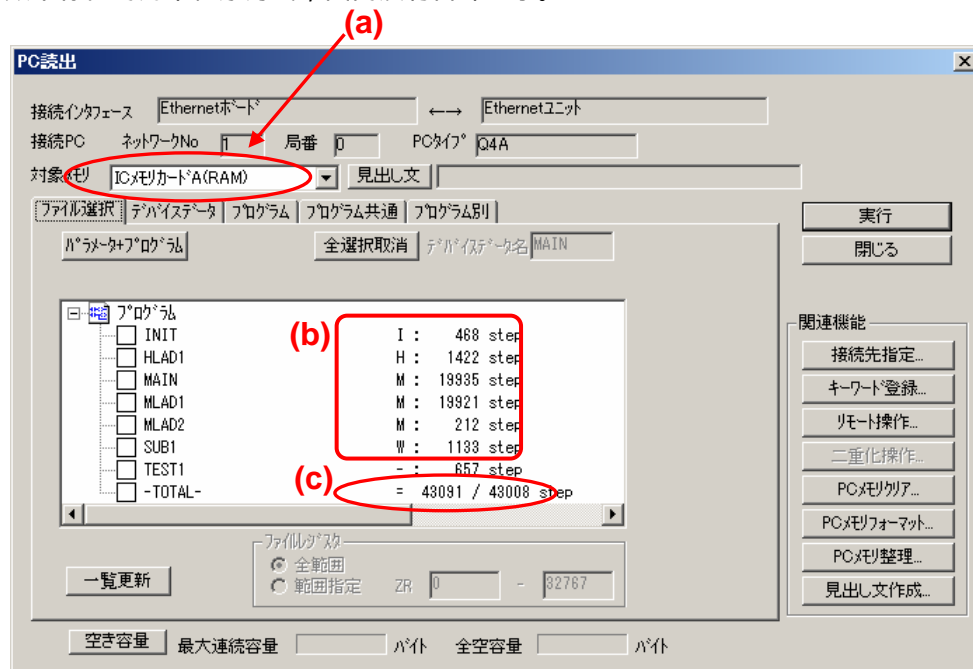 (a)
PC読出
接続インタフェース Ethernetボード ←→ Ethernetユニット
接続PC ネットワークNo 1 局番 0 PCタイプ Q4A
対象メモリ ICメモリカードA(RAM) 見出し文
ファイル選択 デバイスデータ プログラム プログラム共通 プログラム別
実行
パラメータ+プログラム 全選択取消 デバイスデータ名 MAIN
閉じる
プログラム
(b)
INIT I : 468 step
HLAD1 H : 1422 step
MAIN M : 19935 step
MLAD1 M : 19921 step
MLAD2 M : 212 step
SUB1 W : 1133 step
TEST1 - : 657 step
(c)
-TOTAL- = 43091 / 43008 step
関連機能
接続先指定...
キーワード登録...
リモート操作...
二重化操作...
PCメモリクリア...
PCメモリフォーマット...
PCメモリ整理...
見出し文作成...
ファイルレジスタ
全範囲
一覧更新 範囲指定 ZR 0 - 32767
空き容量 最大連続容量 バイト 全空容量 バイト